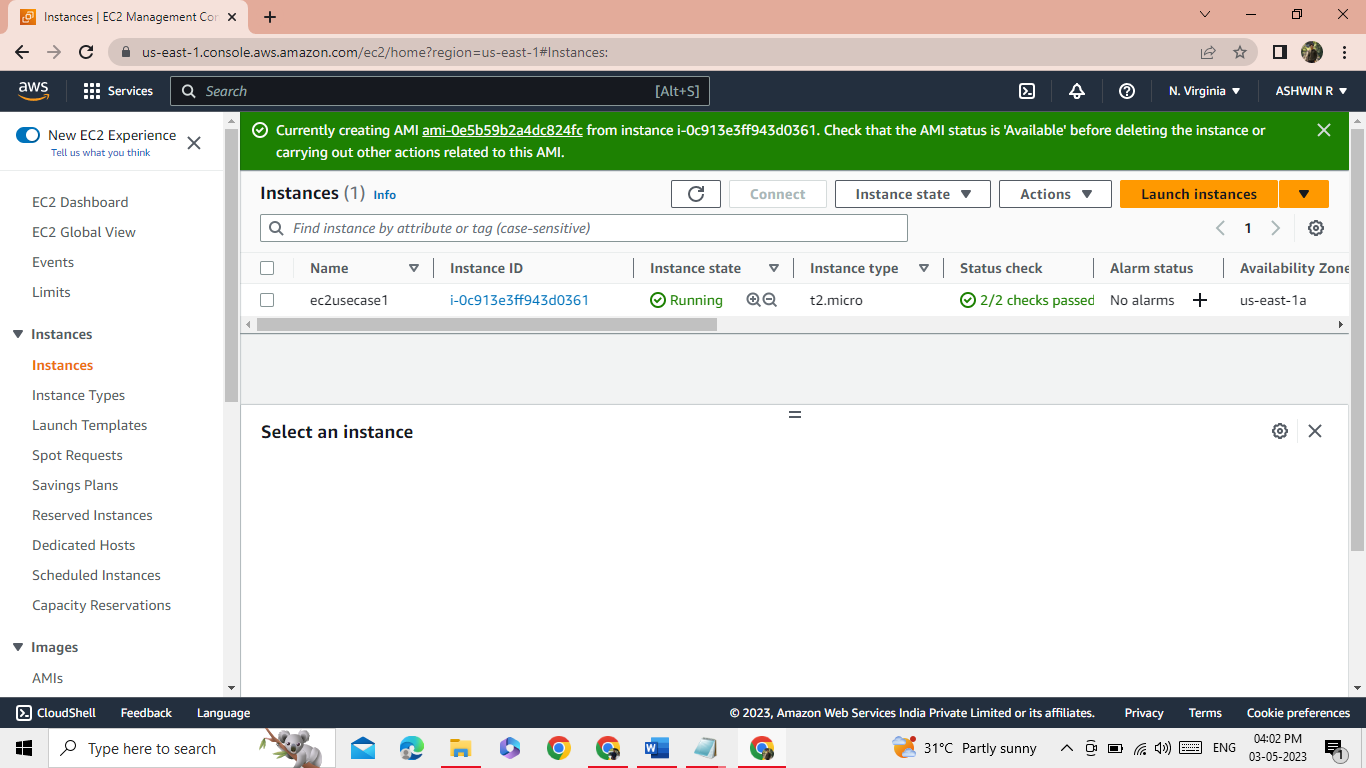 Instances | EC2 Management Con
us-east-1.console.aws.amazon.com/ec2/home?region=us-east-1#Instances:
aws
Services
Search
[Alt+S]
N. Virginia
ASHWIN R
New EC2 Experience
Tell us what you think
EC2 Dashboard
EC2 Global View
Events
Limits
Instances
Instances
Instance Types
Launch Templates
Spot Requests
Savings Plans
Reserved Instances
Dedicated Hosts
Scheduled Instances
Capacity Reservations
Images
AMIs
Currently creating AMI ami-0e5b59b2a4dc824fc from instance i-0c913e3ff943d0361. Check that the AMI status is 'Available' before deleting the instance or
carrying out other actions related to this AMI.
Instances (1) Info
Connect
Instance state
Actions
Launch instances
Find instance by attribute or tag (case-sensitive)
1
Name Instance ID Instance state Instance type Status check Alarm status Availability Zone
ec2usecase1 i-0c913e3ff943d0361 Running t2.micro 2/2 checks passed No alarms us-east-1a
Select an instance
CloudShell Feedback Language © 2023, Amazon Web Services India Private Limited or its affiliates. Privacy Terms Cookie preferences
Type here to search
31°C Partly sunny
ENG
04:02 PM
03-05-2023
1